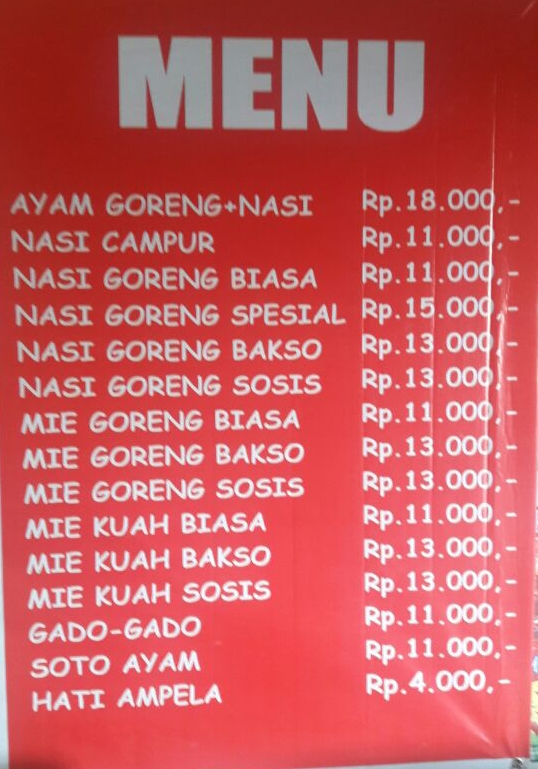 MENU
AYAM GORENG+NASI Rp.18.000,-
NASI CAMPUR Rp.11.000,-
NASI GORENG BIASA Rp.11.000,-
NASI GORENG SPESIAL Rp.15.000,-
NASI GORENG BAKSO Rp.13.000,-
NASI GORENG SOSIS Rp.13.000,-
MIE GORENG BIASA Rp.11.000,-
MIE GORENG BAKSO Rp.13.000,-
MIE GORENG SOSIS Rp.13.000,-
MIE KUAH BIASA Rp.11.000,-
MIE KUAH BAKSO Rp.13.000,-
MIE KUAH SOSIS Rp.13.000,-
GADO-GADO Rp.11.000,-
SOTO AYAM Rp.11.000,-
HATI AMPELA Rp.4.000,-